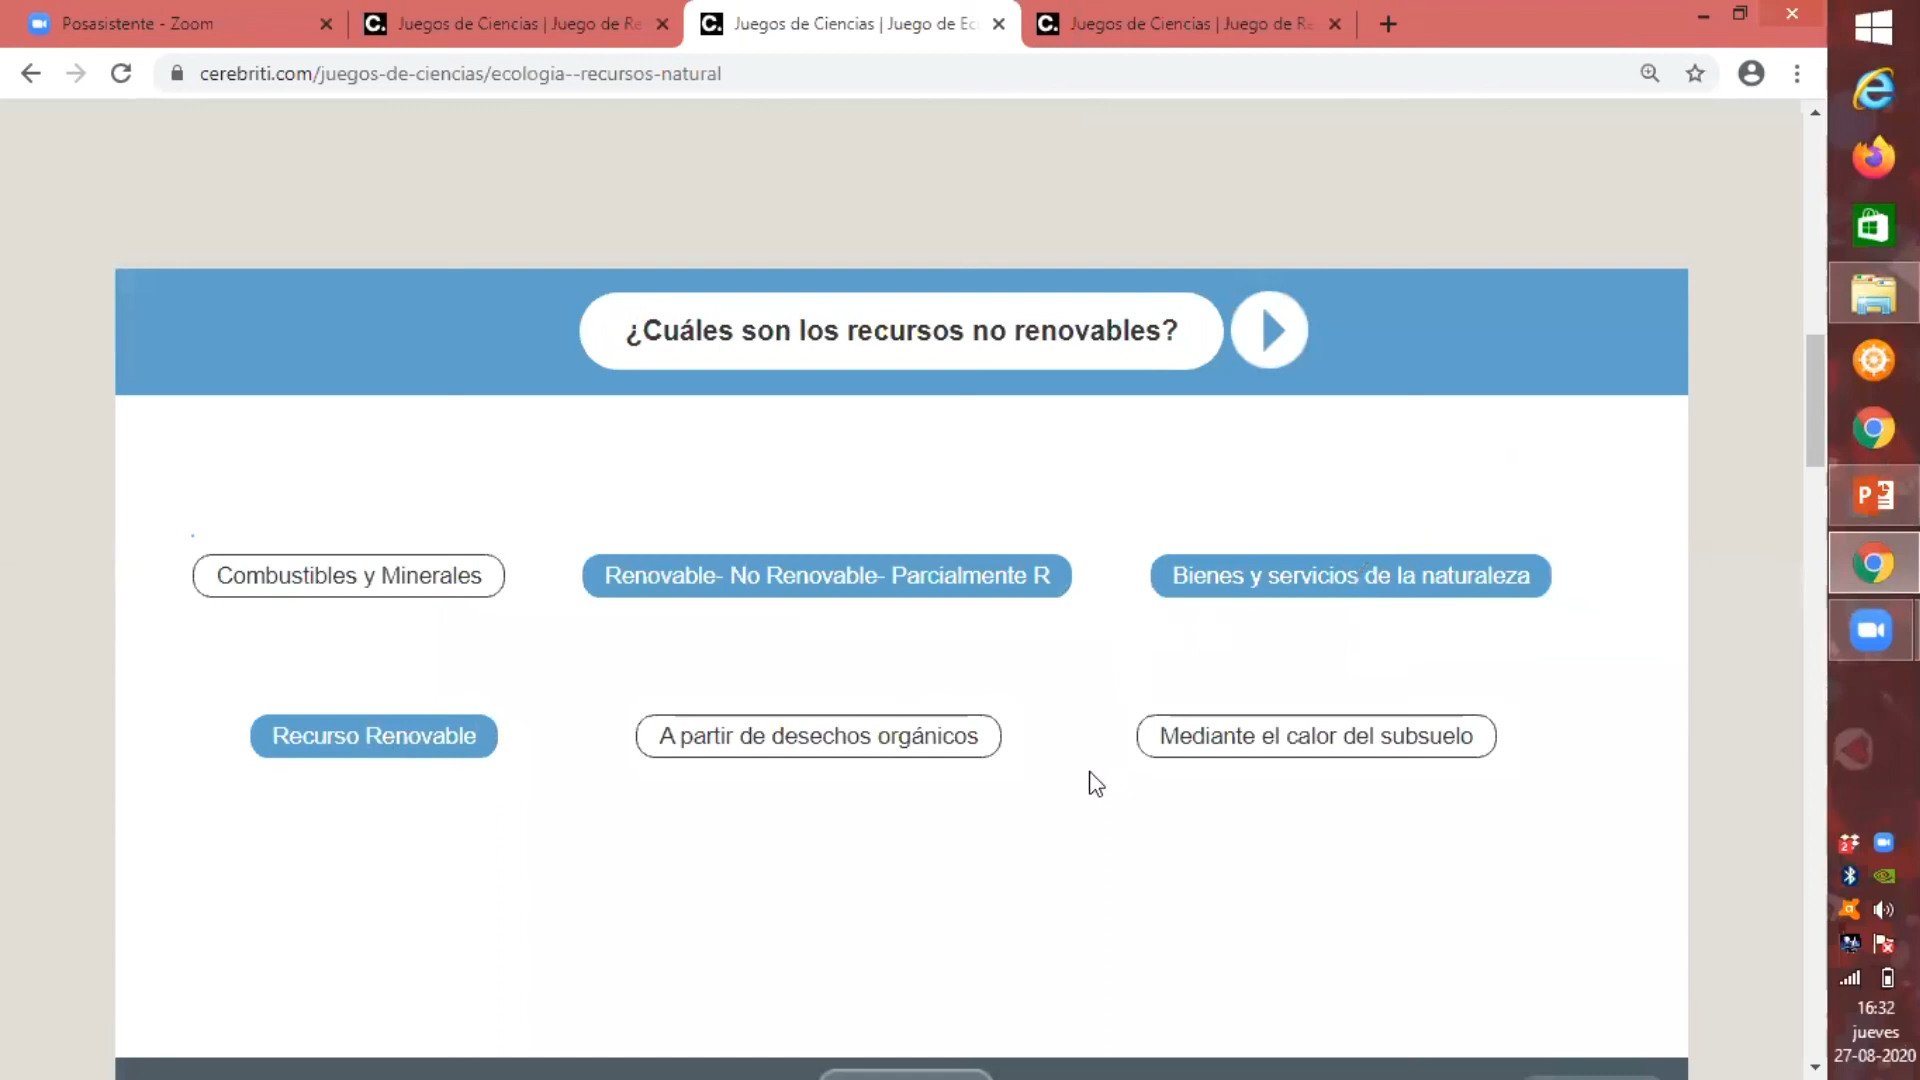 Posasistente - Zoom
C. Juegos de Ciencias | Juego de Re
C. Juegos de Ciencias | Juego de Ec
C. Juegos de Ciencias | Juego de Re
cerebriti.com/juegos-de-ciencias/ecologia--recursos-natural
¿Cuáles son los recursos no renovables?
Combustibles y Minerales
Renovable- No Renovable- Parcialmente R
Bienes y servicios de la naturaleza
Recurso Renovable
A partir de desechos orgánicos
Mediante el calor del subsuelo
16:32
jueves
27-08-2020